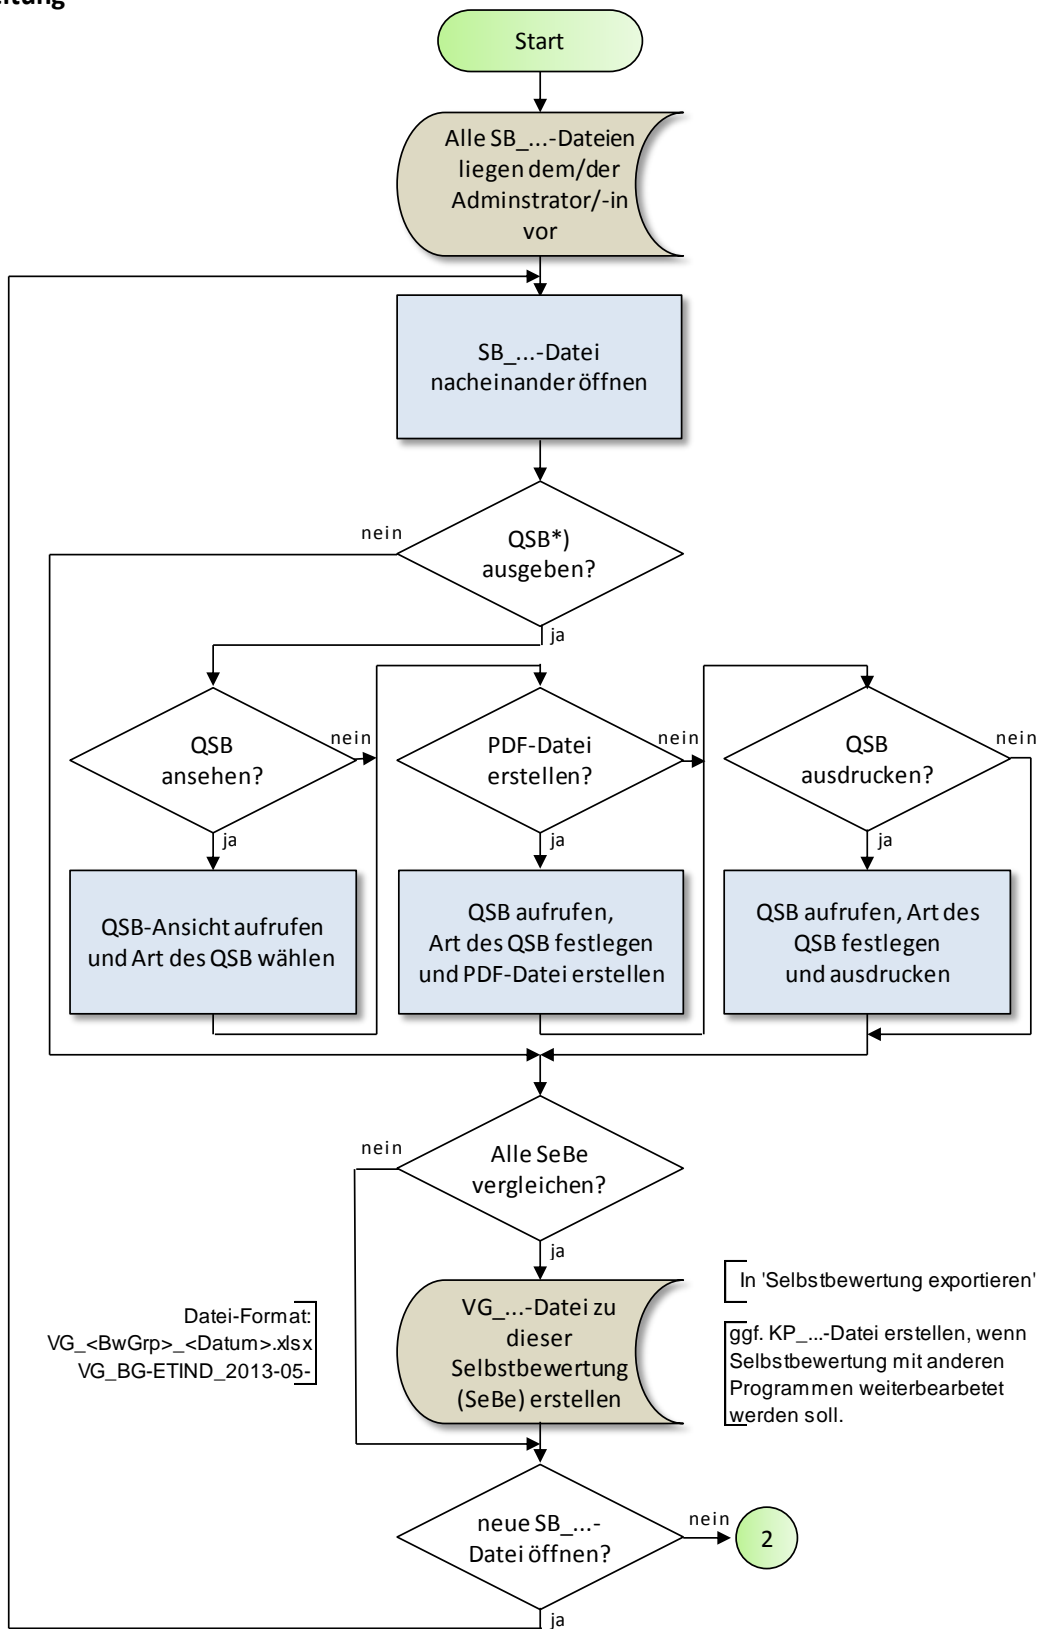 Start
Alle SB_...-Dateien
liegen dem/der
Adminstrator/-in
vor
SB_...-Datei
nacheinander öffnen
nein
QSB*)
ausgeben?
ja
QSB
ansehen?
nein
ja
PDF-Datei
erstellen?
nein
ja
QSB
ausdrucken?
nein
ja
QSB-Ansicht aufrufen
und Art des QSB wählen
QSB aufrufen,
Art des QSB festlegen
und PDF-Datei erstellen
QSB aufrufen, Art des
QSB festlegen
und ausdrucken
nein
Alle SeBe
vergleichen?
ja
Datei-Format:
VG_<BwGrp>_<Datum>.xlsx
VG_BG-ETIND_2013-05-
VG_...-Datei zu
dieser
Selbstbewertung
(SeBe) erstellen
In 'Selbstbewertung exportieren'
ggf. KP_...-Datei erstellen, wenn
Selbstbewertung mit anderen
Programmen weiterbearbetet
werden soll.
neue SB_...-
Datei öffnen?
nein
2
ja